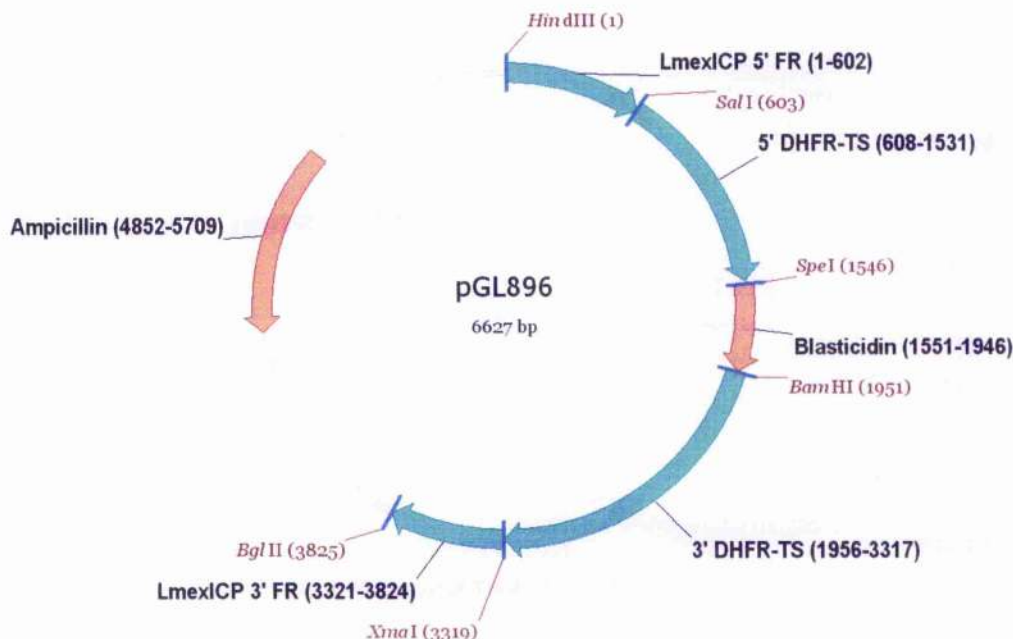 HindIII (1)
LmexICP 5' FR (1-602)
SalI (603)
5' DHFR-TS (608-1531)
Ampicillin (4852-5709)
SpeI (1546)
pGL896
6627 bp
Blasticidin (1551-1946)
BamHI (1951)
BglII (3825)
3' DHFR-TS (1956-3317)
LmexICP 3' FR (3321-3824)
XmaI (3319)